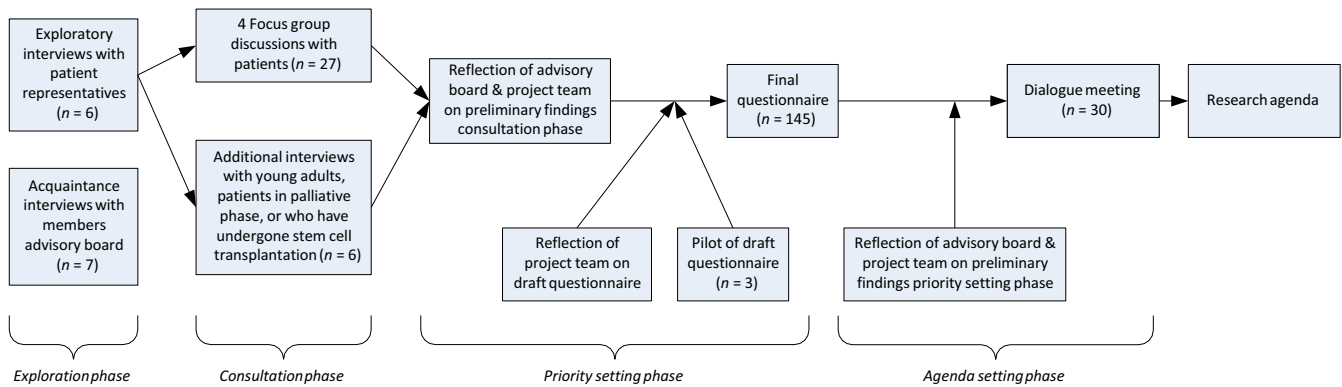 Exploratory
interviews with
patient
representatives
(n = 6)
Acquaintance
interviews with
members
advisory board
(n = 7)
4 Focus group
discussions with
patients (n = 27)
Additional interviews
with young adults,
patients in palliative
phase, or who have
undergone stem cell
transplantation (n = 6)
Reflection of advisory
board & project team
on preliminary findings
consultation phase
Reflection of
project team on
draft questionnaire
Pilot of draft
questionnaire
(n = 3)
Final
questionnaire
(n = 145)
Reflection of advisory board &
project team on preliminary
findings priority setting phase
Dialogue meeting
(n = 30)
Research agenda
Exploration phase
Consultation phase
Priority setting phase
Agenda setting phase